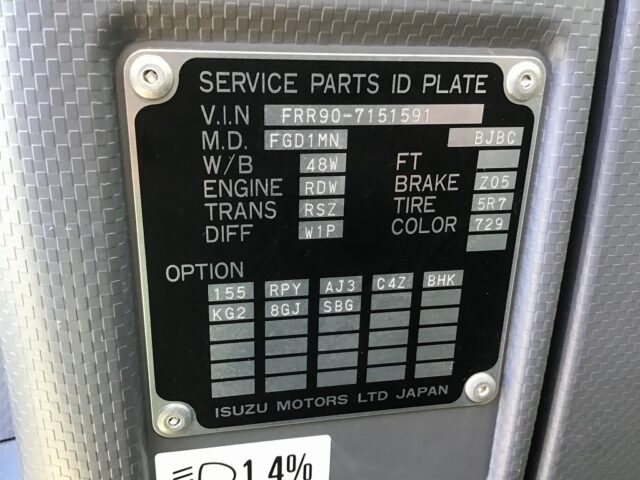 SERVICE PARTS ID PLATE
V.I.N FRR90-7151591
M.D. FGD1MN BJBC
W/B 48W FT
ENGINE RDW BRAKE Z05
TRANS RSZ TIRE 5R7
DIFF W1P COLOR 729
OPTION
155 RPY AJ3 C4Z BHK
KG2 8GJ SBG
ISUZU MOTORS LTD JAPAN
1.4%